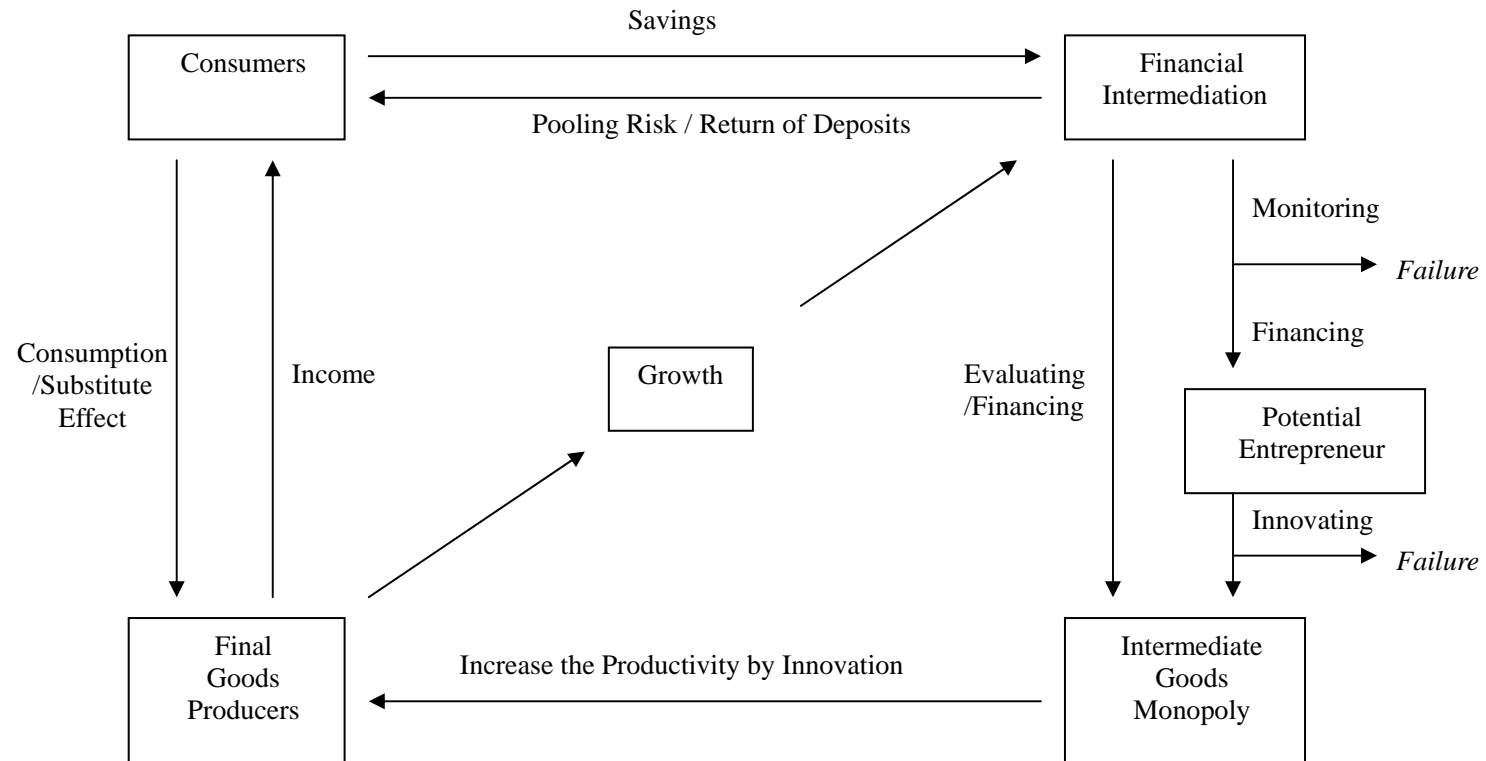 Savings
Consumers
Financial
Intermediation
Pooling Risk / Return of Deposits
Monitoring
Failure
Financing
Consumption
/Substitute
Effect
Income
Growth
Evaluating
/Financing
Potential
Entrepreneur
Innovating
Failure
Final
Goods
Producers
Increase the Productivity by Innovation
Intermediate
Goods
Monopoly